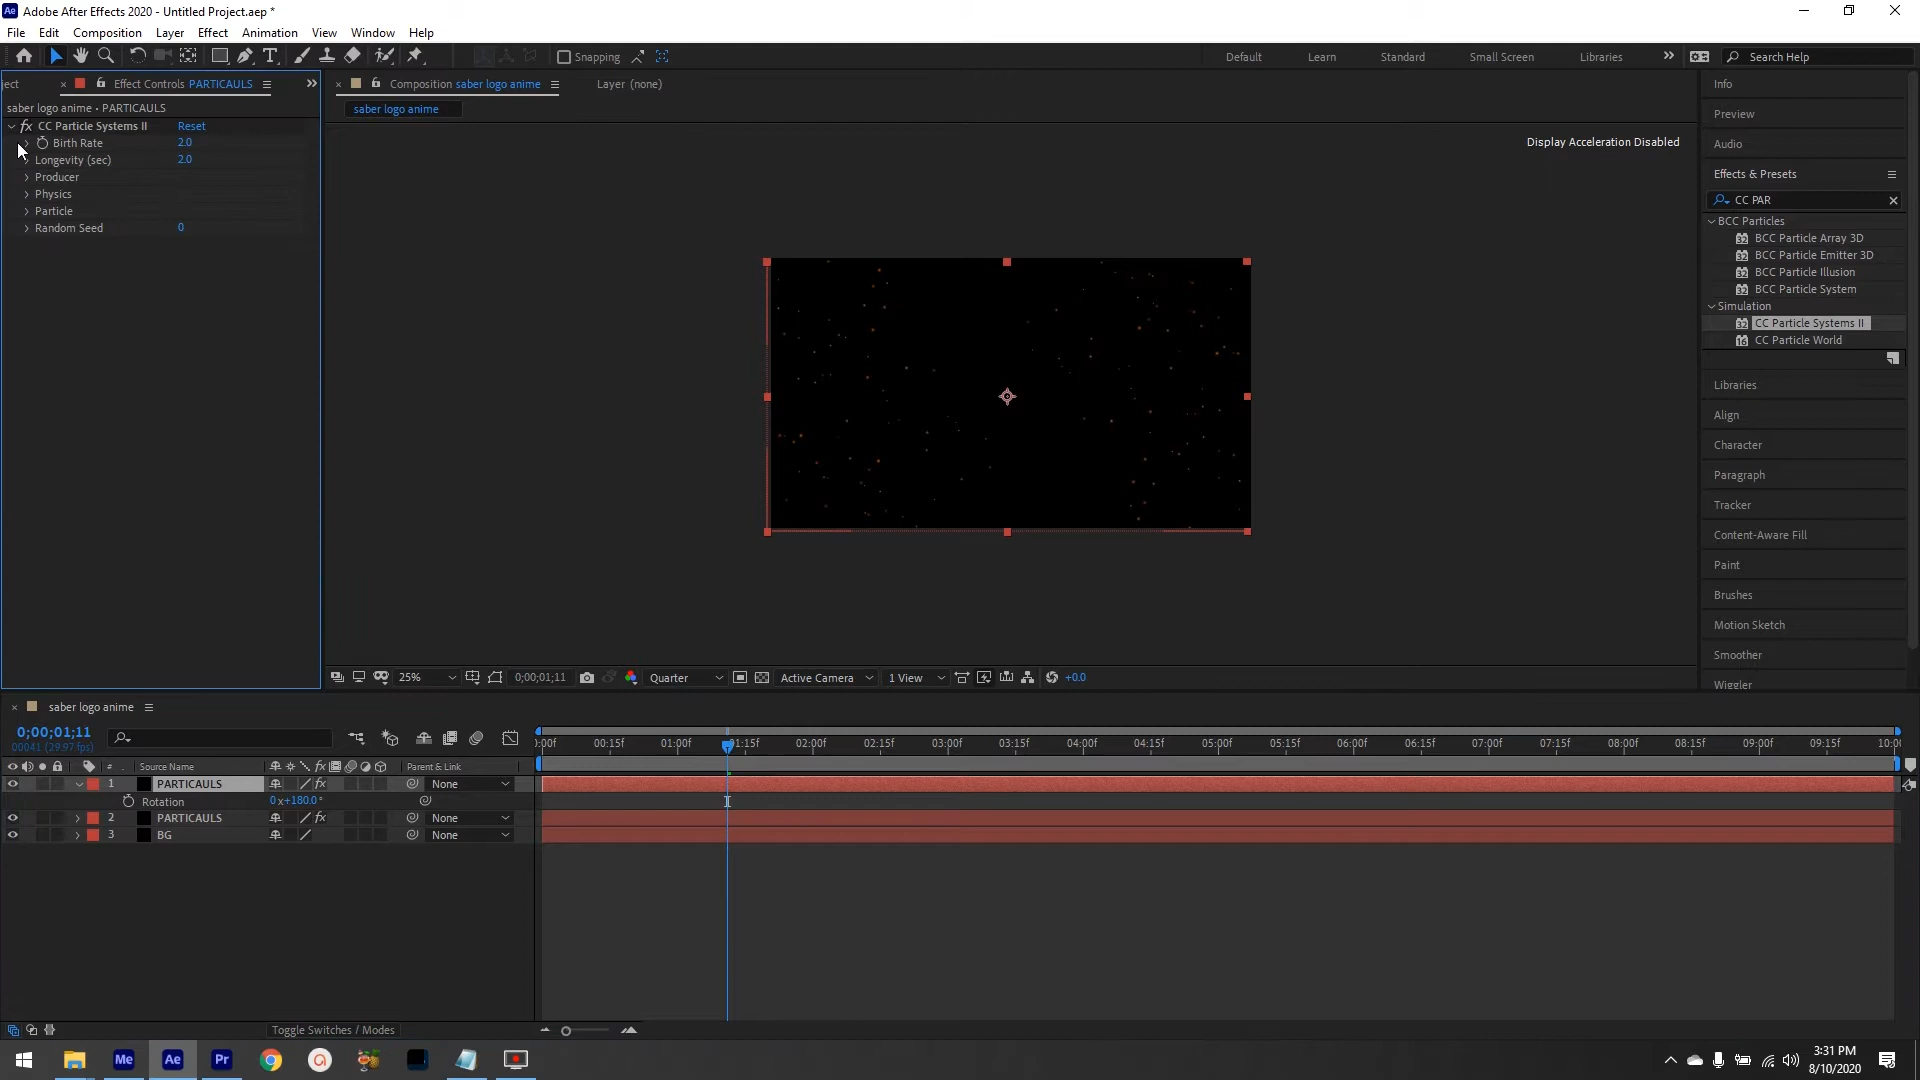 Adobe After Effects 2020 - Untitled Project.aep *
File Edit Composition Layer Effect Animation View Window Help
Snapping
Default Learn Standard Small Screen Libraries
Search Help
ject
Effect Controls PARTICAULS
Composition saber logo anime
Layer (none)
saber logo anime • PARTICAULS
saber logo anime
fx CC Particle Systems II Reset
Birth Rate 2.0
Longevity (sec) 2.0
Producer
Physics
Particle
Random Seed 0
Display Acceleration Disabled
Info
Preview
Audio
Effects & Presets
CC PAR
BCC Particles
BCC Particle Array 3D
BCC Particle Emitter 3D
BCC Particle Illusion
BCC Particle System
Simulation
CC Particle Systems II
CC Particle World
Libraries
Align
Character
Paragraph
Tracker
Content-Aware Fill
Paint
Brushes
Motion Sketch
Smoother
Wiggler
25% 0;00;01;11 Quarter Active Camera 1 View +0.0
saber logo anime
0;00;01;11
00041 (29.97 fps)
):00f 00:15f 01:00f 01:15f 02:00f 02:15f 03:00f 03:15f 04:00f 04:15f 05:00f 05:15f 06:00f 06:15f 07:00f 07:15f 08:00f 08:15f 09:00f 09:15f 10:00
# Source Name fx Parent & Link
1 PARTICAULS fx None
Rotation 0x+180.0°
2 PARTICAULS fx None
3 BG None
Toggle Switches / Modes
Me Ae Pr
3:31 PM
8/10/2020